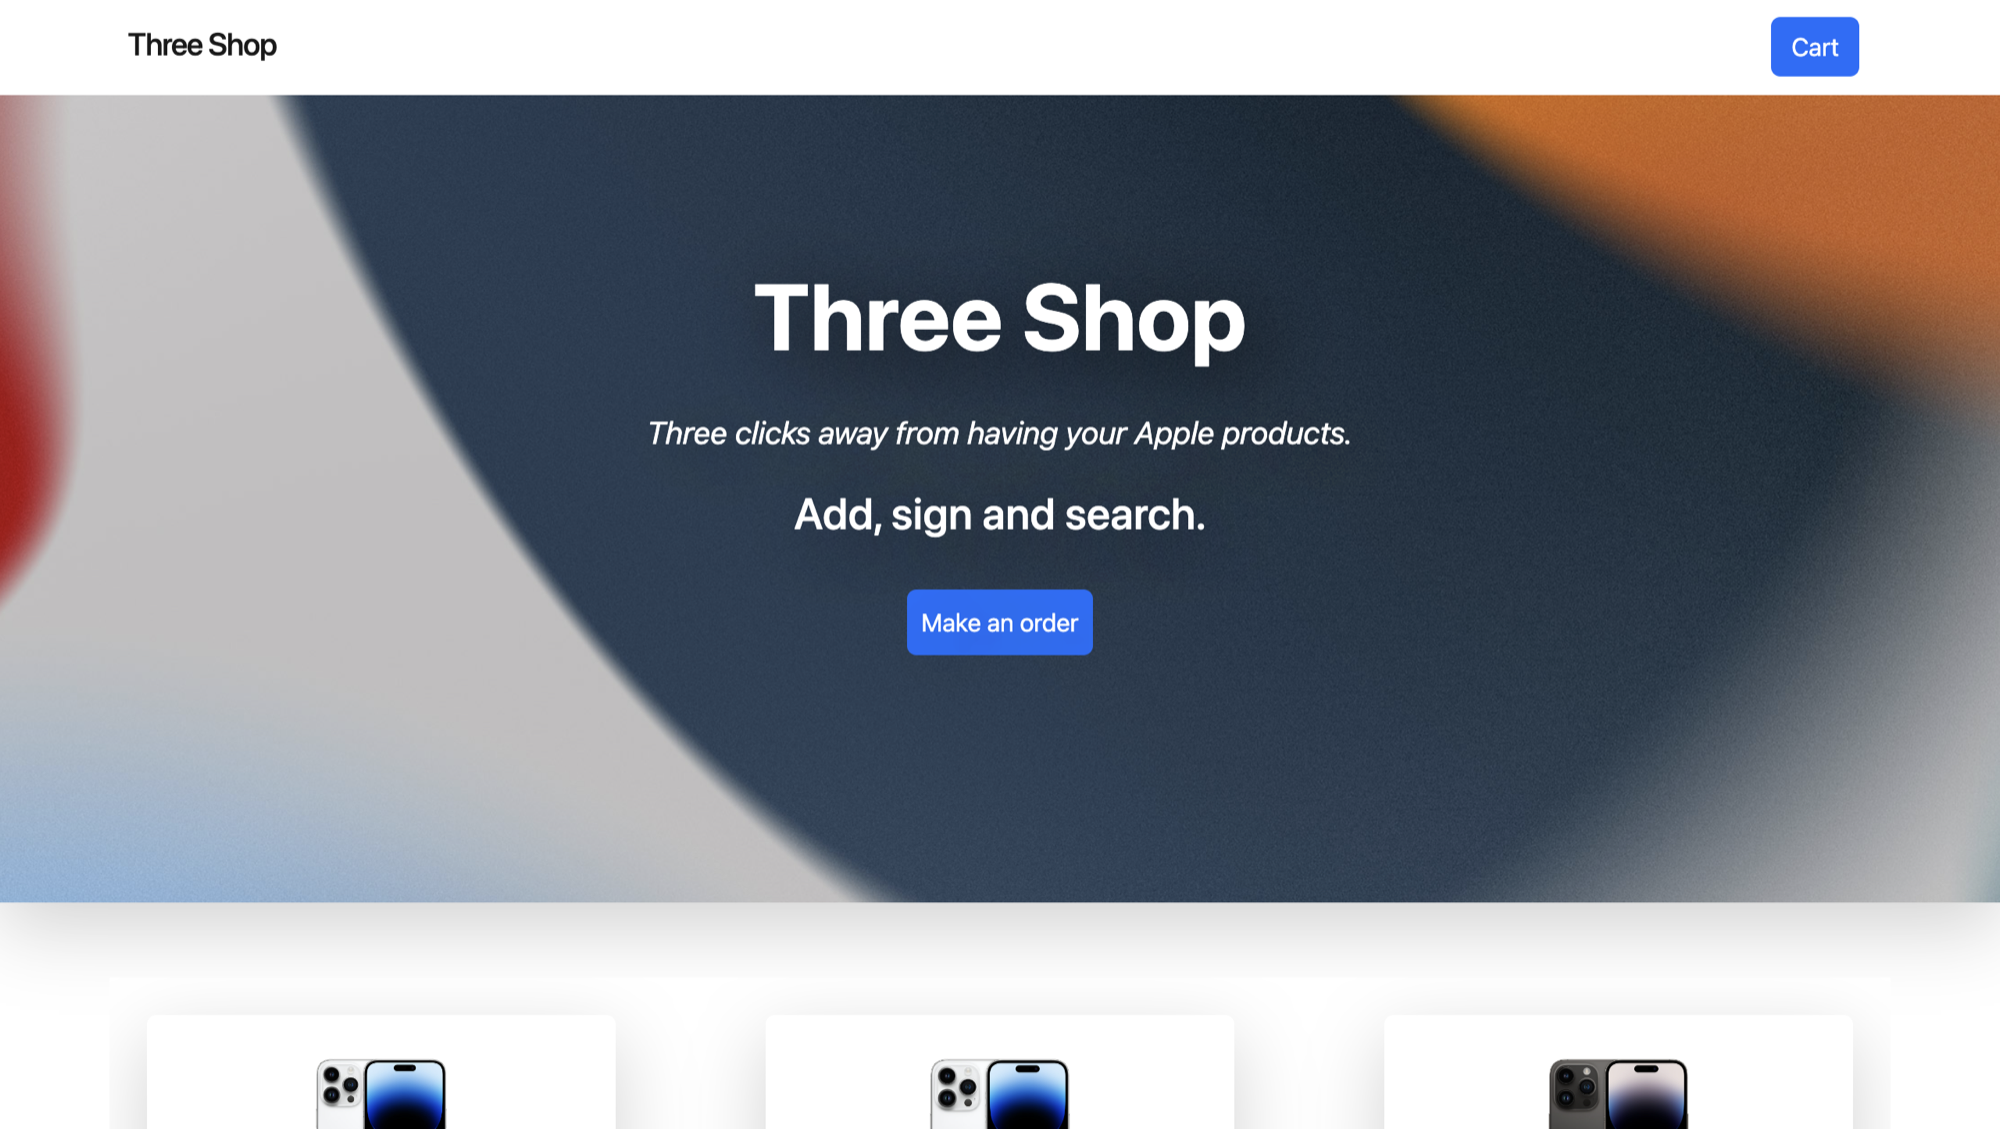 Three Shop
Cart
Three Shop
Three clicks away from having your Apple products.
Add, sign and search.
Make an order